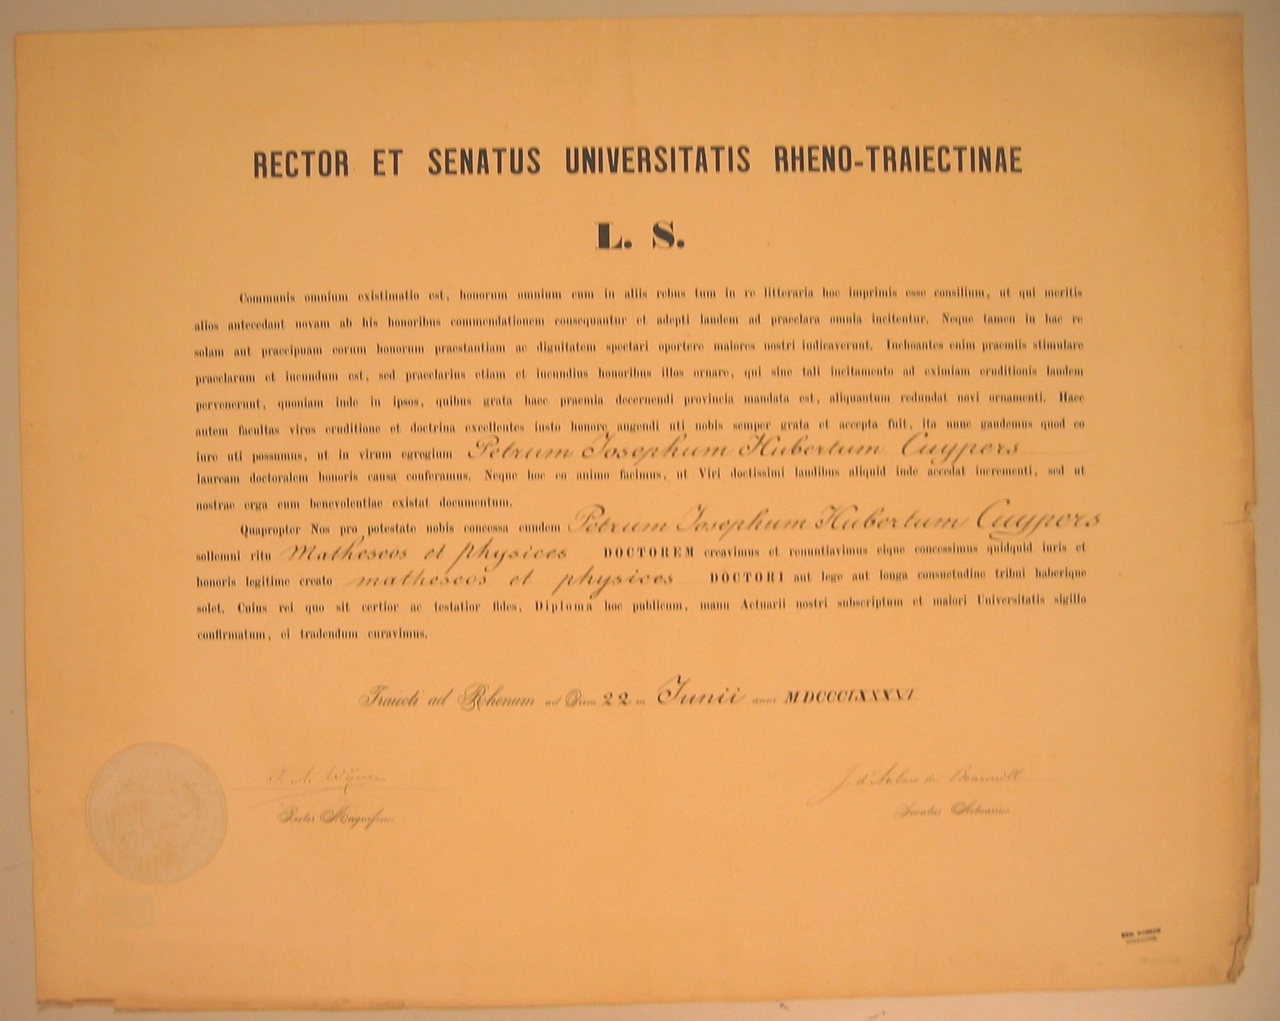 RECTOR ET SENATUS UNIVERSITATIS RHENO-TRAIECTINAE
L. S.
Communis omnium existimatio est, honorum omnium cum in aliis rebus tum in re litteraria hoc imprimis esse consilium, ut qui meritis
alios antecedant novam ab his honoribus commendationem consequantur et adepti laudem ad praeclara omnia incitentur. Neque tamen in hac re
solam aut praecipuam eorum honorum praestantiam ac dignitatem spectari oportere maiores nostri iudicaverunt. Inchoantes enim praemiis stimulare
praeclarum et iucundum est, sed praeclarius etiam et iucundius honoribus illos ornare, qui sine tali incitamento ad eximiam eruditionis laudem
pervenerunt, quoniam inde in ipsos, quibus grata haec praemia decernendi provincia mandata est, aliquantum redundat novi ornamenti. Haec
autem facultas viros eruditione et doctrina excellentes iusto honore augendi uti nobis semper grata et accepta fuit, ita nunc gaudemus quod eo
iure uti possumus, ut in virum egregium Petrum Josephum Hubertum Cuypers
lauream doctoralem honoris causa conferamus. Neque hoc eo animo facimus, ut Viri doctissimi laudibus aliquid inde accedat incrementi, sed ut
nostrae erga eum benevolentiae existat documentum.
Quapropter Nos pro potestate nobis concessa eundem Petrum Josephum Hubertum Cuypers
sollemni ritu Matheseos et physices DOCTOREM creavimus et renuntiavimus eique concessimus quidquid iuris et
honoris legitime creato matheseos et physices DOCTORI aut lege aut longa consuetudine tribui haberique
solet. Cuius rei quo sit certior ac testatior fides, Diploma hoc publicum, manu Actuarii nostri subscriptum et maiori Universitatis sigillo
confirmatum, ei tradendum curavimus.
Traiecti ad Rhenum ad Diem 22 m Junii anni MDCCCLXXXVI.
J. A. Wijnne
Rector Magnificus
J. d'Aulnis de Bourouill
Senatus Actuarius